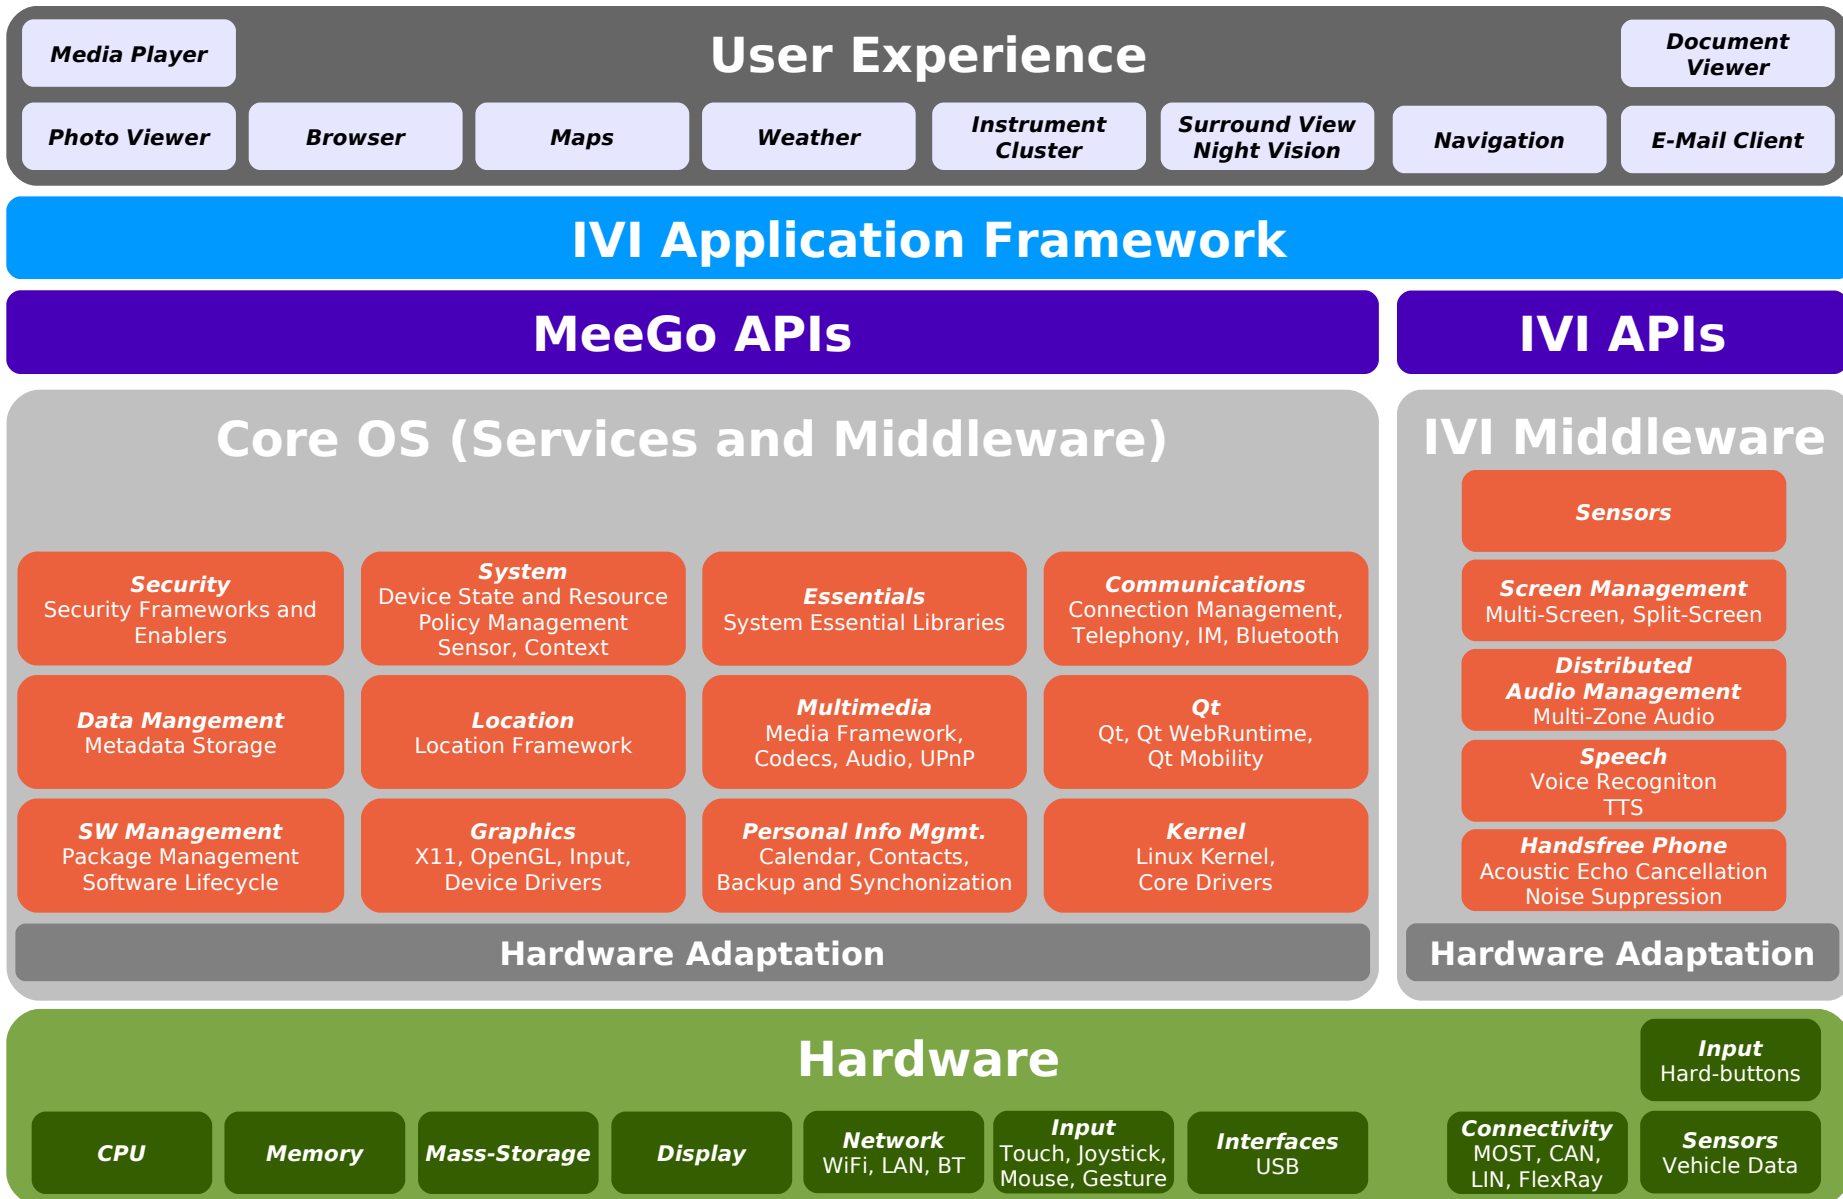 Media Player
User Experience
Document
Viewer
Photo Viewer
Browser
Maps
Weather
Instrument
Cluster
Surround View
Night Vision
Navigation
E-Mail Client
IVI Application Framework
MeeGo APIs
IVI APIs
Core OS (Services and Middleware)
Security
Security Frameworks and
Enablers
System
Device State and Resource
Policy Management
Sensor, Context
Essentials
System Essential Libraries
Communications
Connection Management,
Telephony, IM, Bluetooth
Data Mangement
Metadata Storage
Location
Location Framework
Multimedia
Media Framework,
Codecs, Audio, UPnP
Qt
Qt, Qt WebRuntime,
Qt Mobility
SW Management
Package Management
Software Lifecycle
Graphics
X11, OpenGL, Input,
Device Drivers
Personal Info Mgmt.
Calendar, Contacts,
Backup and Synchonization
Kernel
Linux Kernel,
Core Drivers
Hardware Adaptation
IVI Middleware
Sensors
Screen Management
Multi-Screen, Split-Screen
Distributed
Audio Management
Multi-Zone Audio
Speech
Voice Recogniton
TTS
Handsfree Phone
Acoustic Echo Cancellation
Noise Suppression
Hardware Adaptation
Hardware
Input
Hard-buttons
CPU
Memory
Mass-Storage
Display
Network
WiFi, LAN, BT
Input
Touch, Joystick,
Mouse, Gesture
Interfaces
USB
Connectivity
MOST, CAN,
LIN, FlexRay
Sensors
Vehicle Data